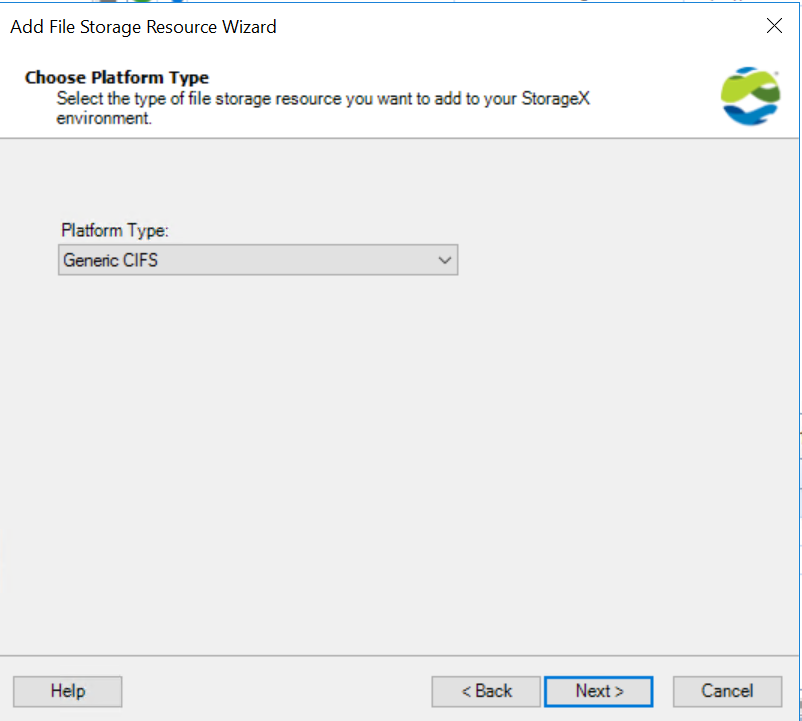 Add File Storage Resource Wizard
Choose Platform Type
Select the type of file storage resource you want to add to your StorageX
environment.
Platform Type:
Generic CIFS
Help
< Back
Next >
Cancel